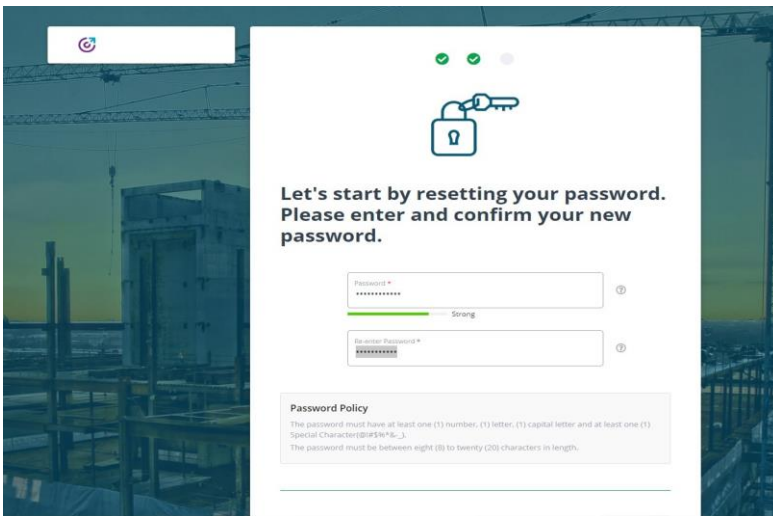 Let's start by resetting your password.
Please enter and confirm your new
password.
Password *
••••••••••••
Strong
Re-enter Password *
•••••••••••
Password Policy
The password must have at least one (1) number, (1) letter, (1) capital letter and at least one (1)
Special Character(@!#$%*&-_).
The password must be between eight (8) to twenty (20) characters in length.